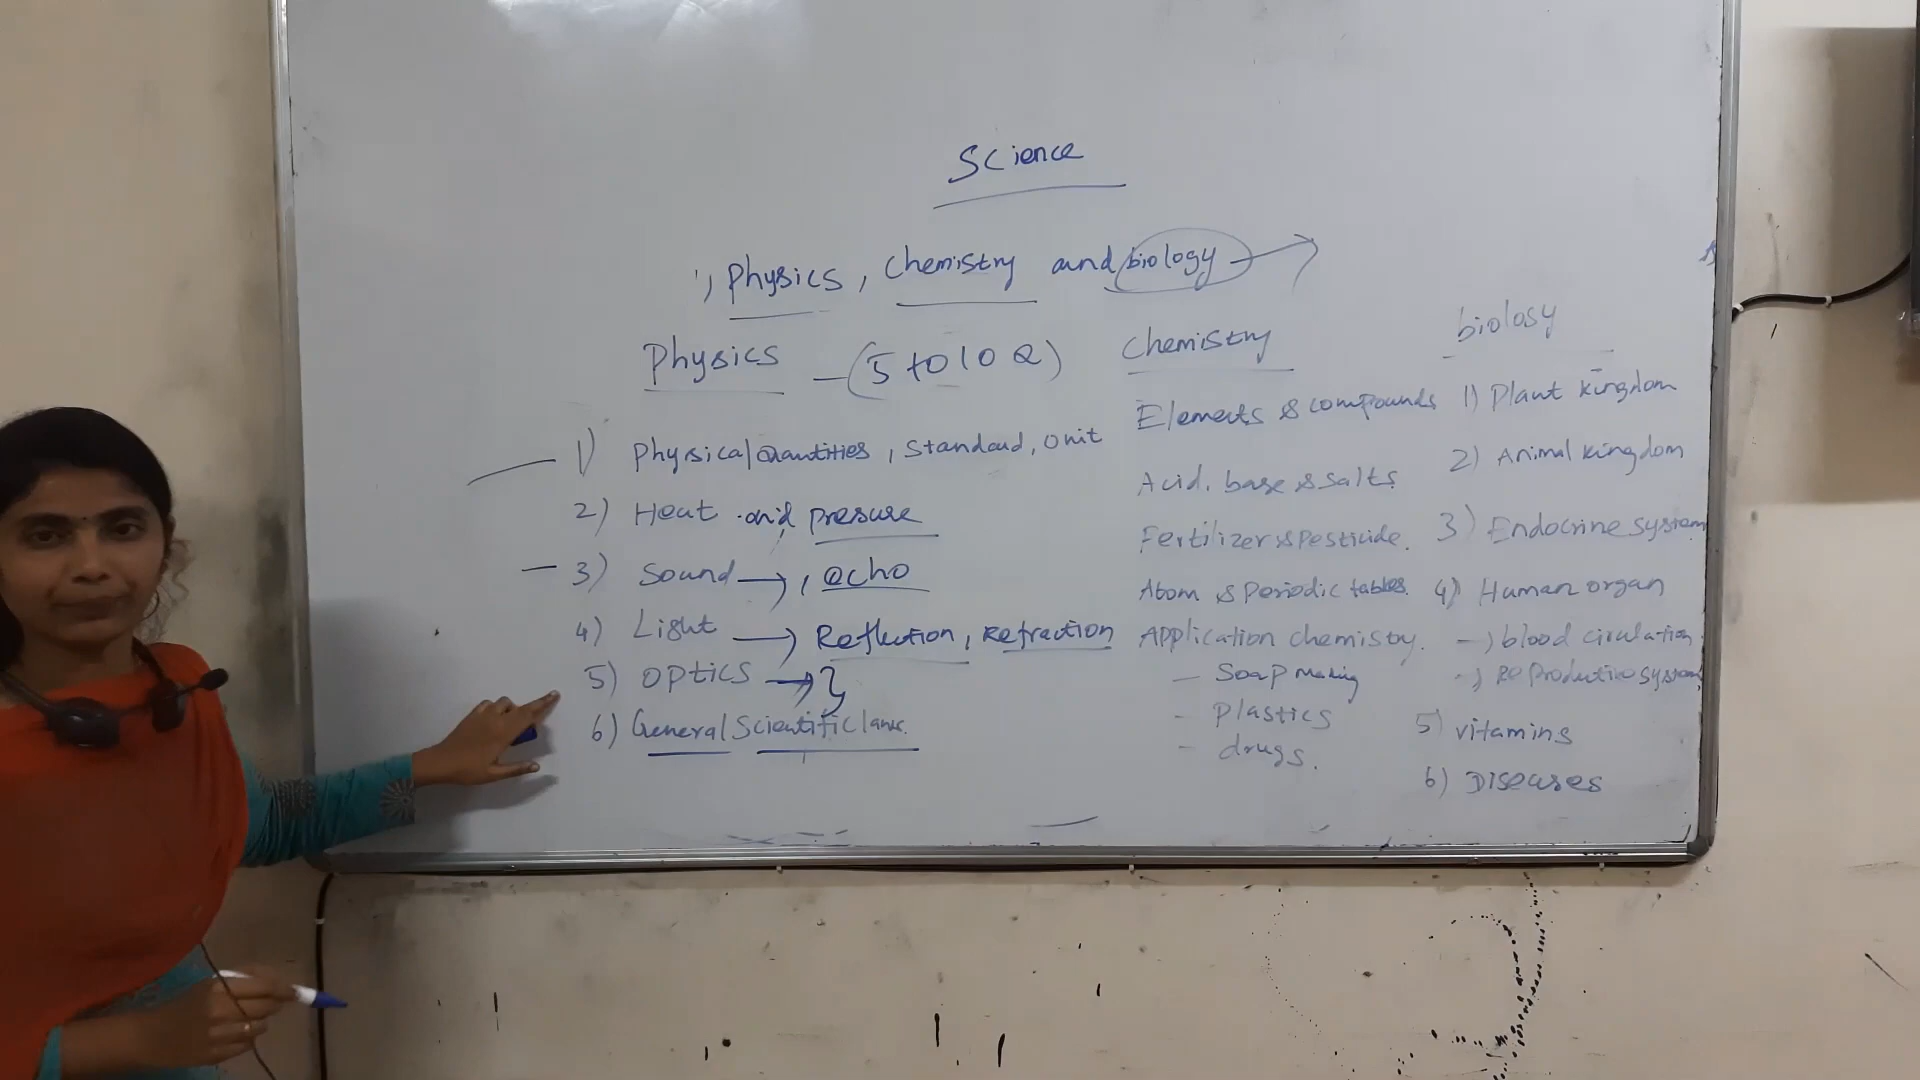 Science
1) Physics, Chemistry and biology
Physics - (5 to 10 Q)
1) Physical Quantities, Standard, Unit
2) Heat and presure
3) Sound → , echo
4) Light → Reflection, Refraction
5) Optics →
6) General Scientific laws.
Chemistry
Elements & compounds
Acid, base & salts
Fertilizer & Pesticide.
Atom & Periodic tables.
Application chemistry.
- Soap making
- Plastics
- drugs.
biology
1) Plant kingdom
2) Animal kingdom
3) Endocrine system
4) Human organ
→ blood circulation
→ Reproductive system
5) vitamins
6) Diseases